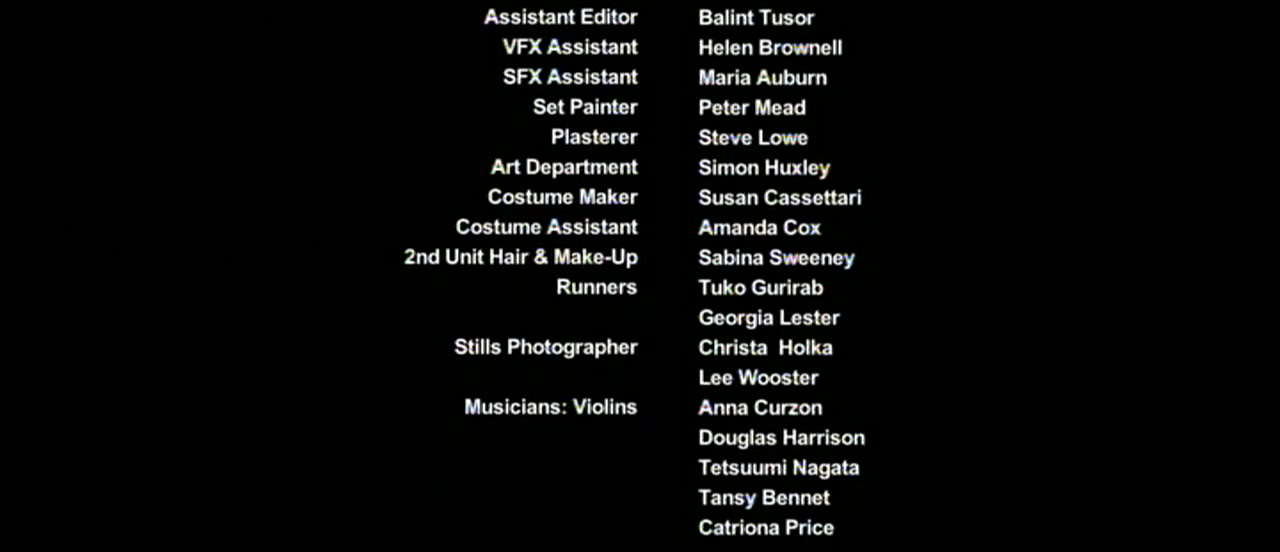 Assistant Editor Balint Tusor
VFX Assistant Helen Brownell
SFX Assistant Maria Auburn
Set Painter Peter Mead
Plasterer Steve Lowe
Art Department Simon Huxley
Costume Maker Susan Cassettari
Costume Assistant Amanda Cox
2nd Unit Hair & Make-Up Sabina Sweeney
Runners Tuko Gurirab
Georgia Lester
Stills Photographer Christa Holka
Lee Wooster
Musicians: Violins Anna Curzon
Douglas Harrison
Tetsuumi Nagata
Tansy Bennet
Catriona Price